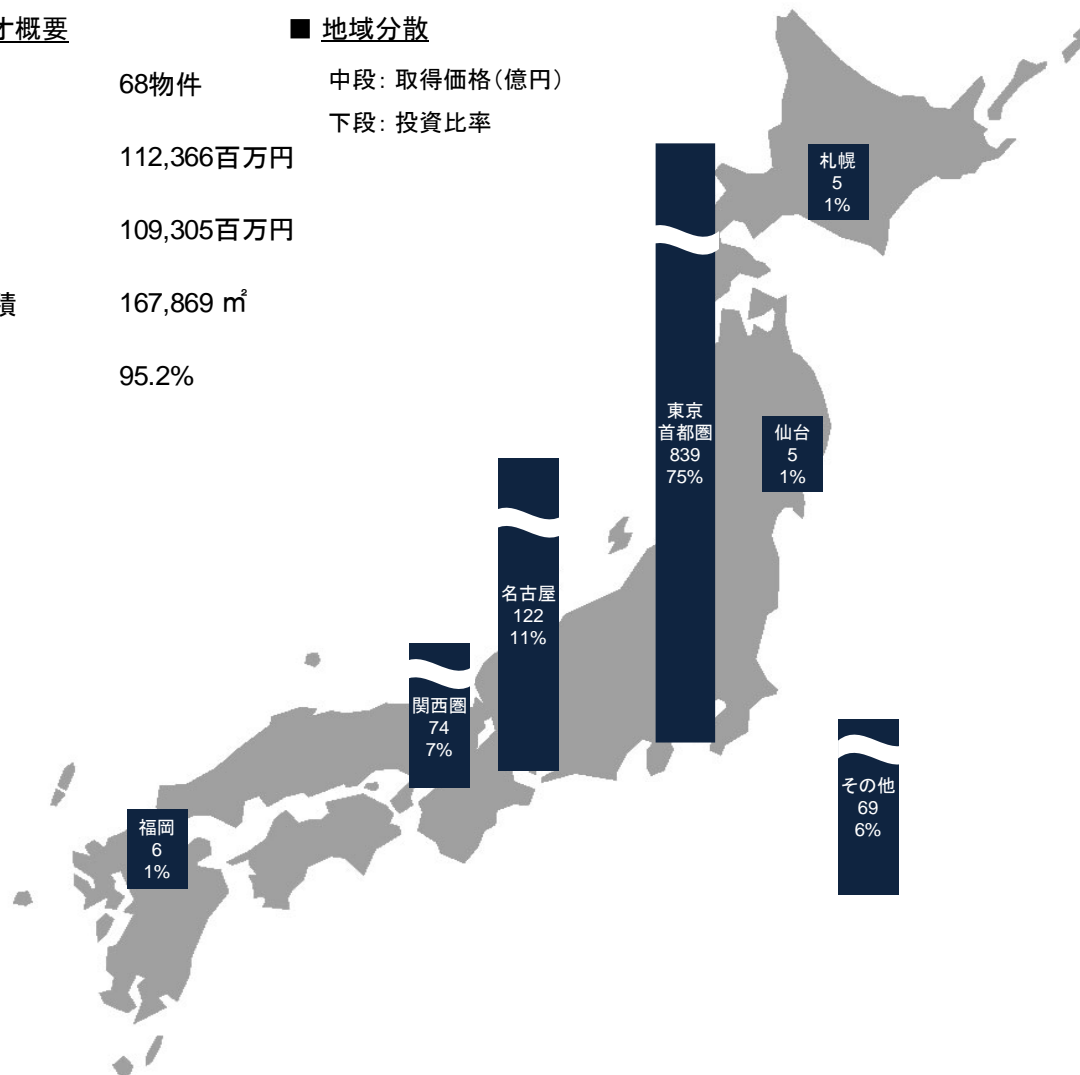 オ概要
68物件
112,366百万円
109,305百万円
積
167,869 ㎡
95.2%
■ 地域分散
中段: 取得価格(億円)
下段: 投資比率
札幌
5
1%
東京
首都圏
839
75%
仙台
5
1%
名古屋
122
11%
関西圏
74
7%
その他
69
6%
福岡
6
1%